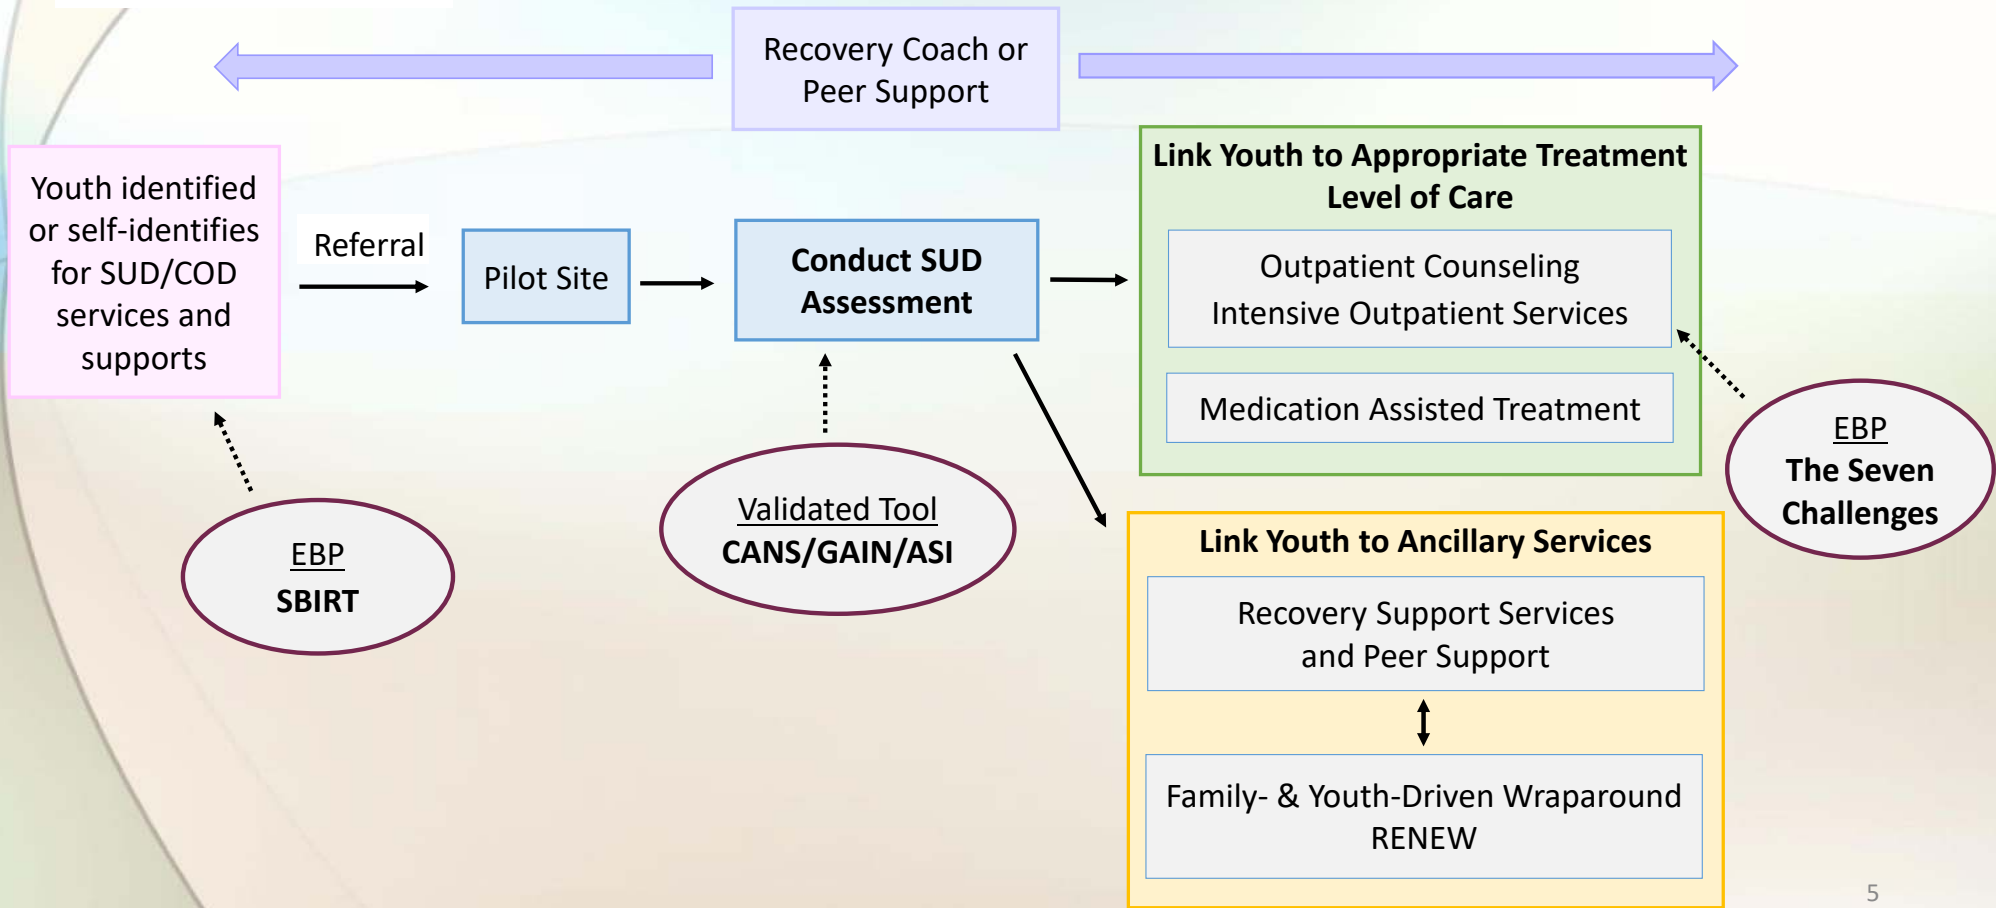 Recovery Coach or
Peer Support
Youth identified
or self-identifies
for SUD/COD
services and
supports
Referral
Pilot Site
Conduct SUD
Assessment
Link Youth to Appropriate Treatment
Level of Care
Outpatient Counseling
Intensive Outpatient Services
Medication Assisted Treatment
EBP
The Seven
Challenges
EBP
SBIRT
Validated Tool
CANS/GAIN/ASI
Link Youth to Ancillary Services
Recovery Support Services
and Peer Support
Family- & Youth-Driven Wraparound
RENEW
5